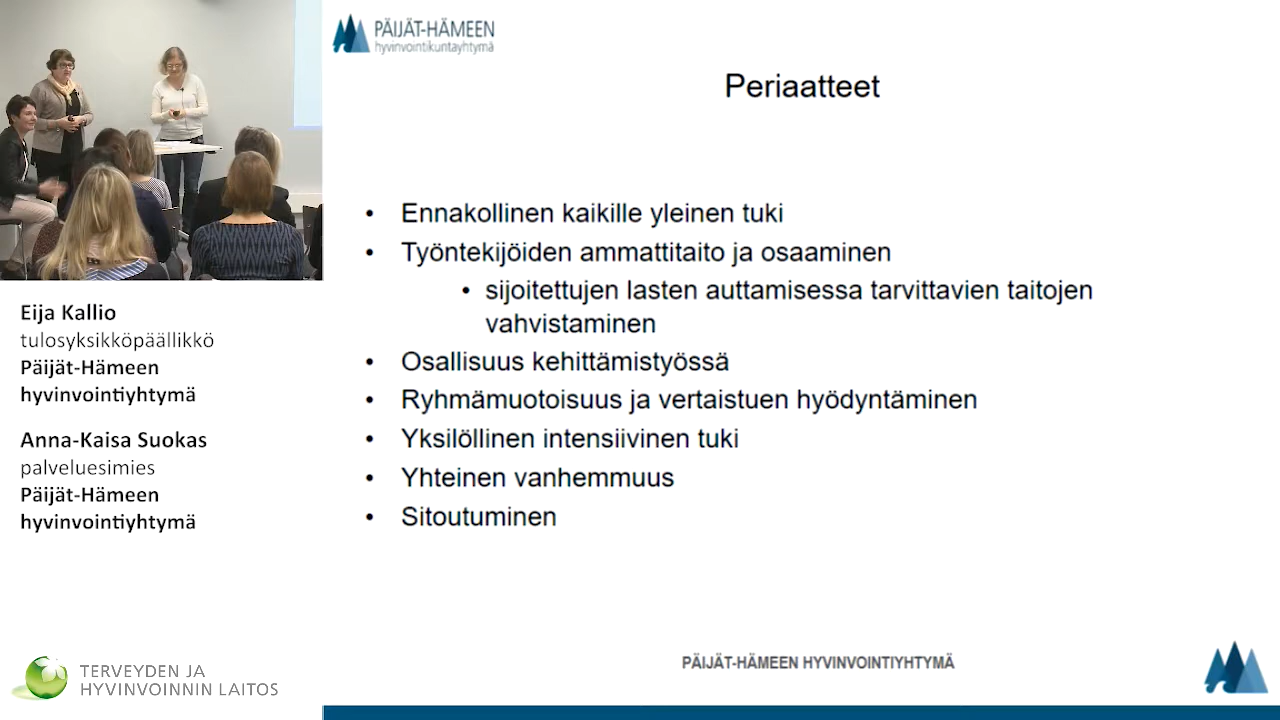 PÄIJÄT-HÄMEEN
hyvinvointikuntayhtymä
Periaatteet
• Ennakollinen kaikille yleinen tuki
• Työntekijöiden ammattitaito ja osaaminen
• sijoitettujen lasten auttamisessa tarvittavien taitojen
vahvistaminen
• Osallisuus kehittämistyössä
• Ryhmämuotoisuus ja vertaistuen hyödyntäminen
• Yksilöllinen intensiivinen tuki
• Yhteinen vanhemmuus
• Sitoutuminen
PÄIJÄT-HÄMEEN HYVINVOINTIYHTYMÄ
Eija Kallio
tulosyksikköpäällikkö
Päijät-Hämeen
hyvinvointiyhtymä
Anna-Kaisa Suokas
palveluesimies
Päijät-Hämeen
hyvinvointiyhtymä
TERVEYDEN JA
HYVINVOINNIN LAITOS